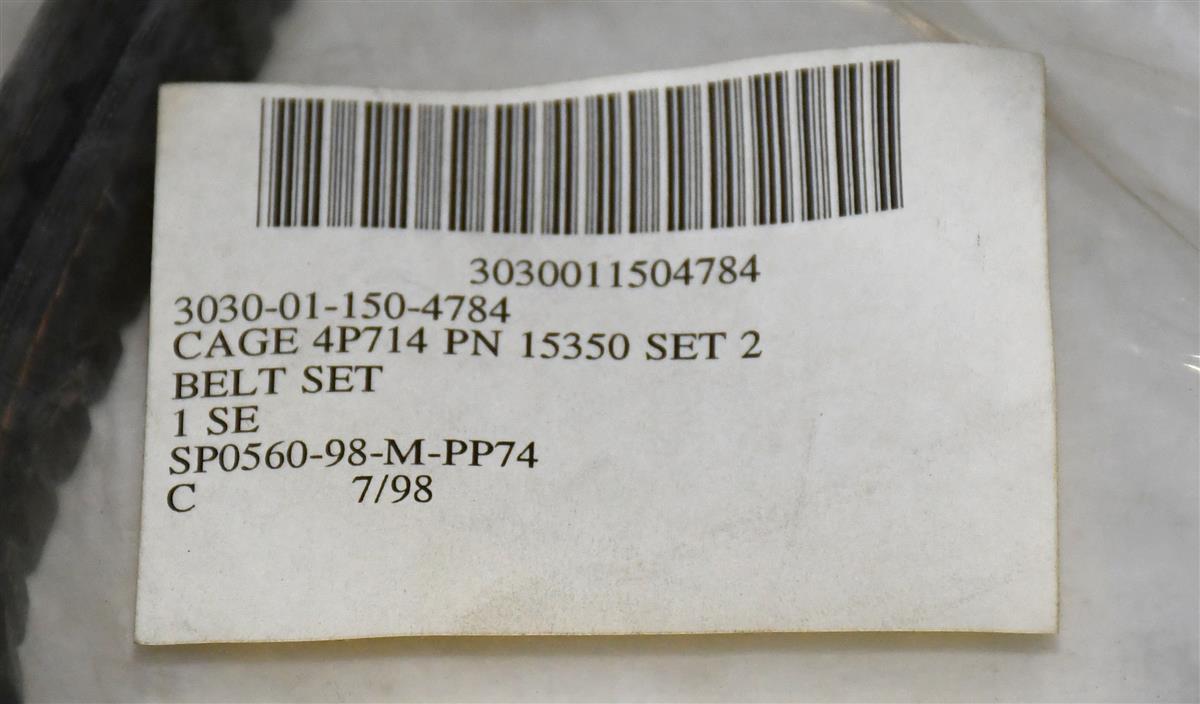 3030011504784
3030-01-150-4784
CAGE 4P714 PN 15350 SET 2
BELT SET
1 SE
SP0560-98-M-PP74
C 7/98